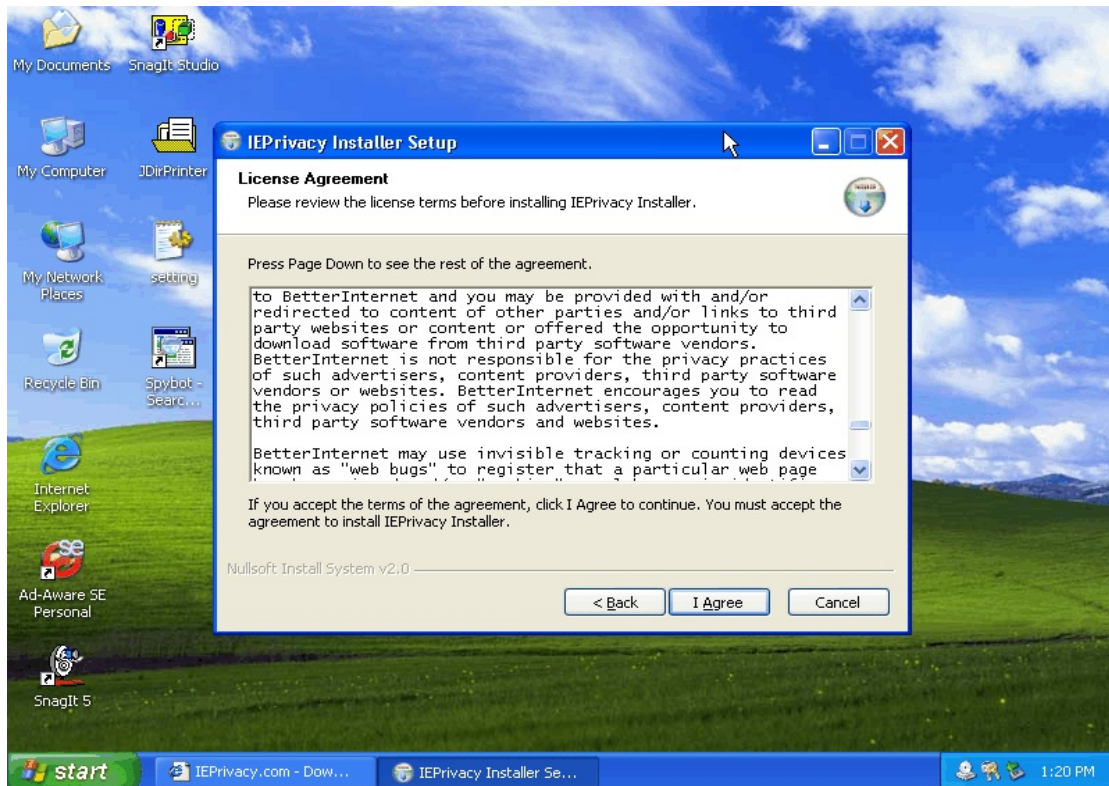 My Documents
SnagIt Studio
My Computer
JDirPrinter
My Network
Places
setting
Recycle Bin
Spybot -
Searc...
Internet
Explorer
Ad-Aware SE
Personal
SnagIt 5
IEPrivacy Installer Setup
License Agreement
Please review the license terms before installing IEPrivacy Installer.
Press Page Down to see the rest of the agreement.
to BetterInternet and you may be provided with and/or
redirected to content of other parties and/or links to third
party websites or content or offered the opportunity to
download software from third party software vendors.
BetterInternet is not responsible for the privacy practices
of such advertisers, content providers, third party software
vendors or websites. BetterInternet encourages you to read
the privacy policies of such advertisers, content providers,
third party software vendors and websites.
BetterInternet may use invisible tracking or counting devices
known as "web bugs" to register that a particular web page
If you accept the terms of the agreement, click I Agree to continue. You must accept the
agreement to install IEPrivacy Installer.
Nullsoft Install System v2.0
< Back
I Agree
Cancel
start
IEPrivacy.com - Dow...
IEPrivacy Installer Se...
1:20 PM